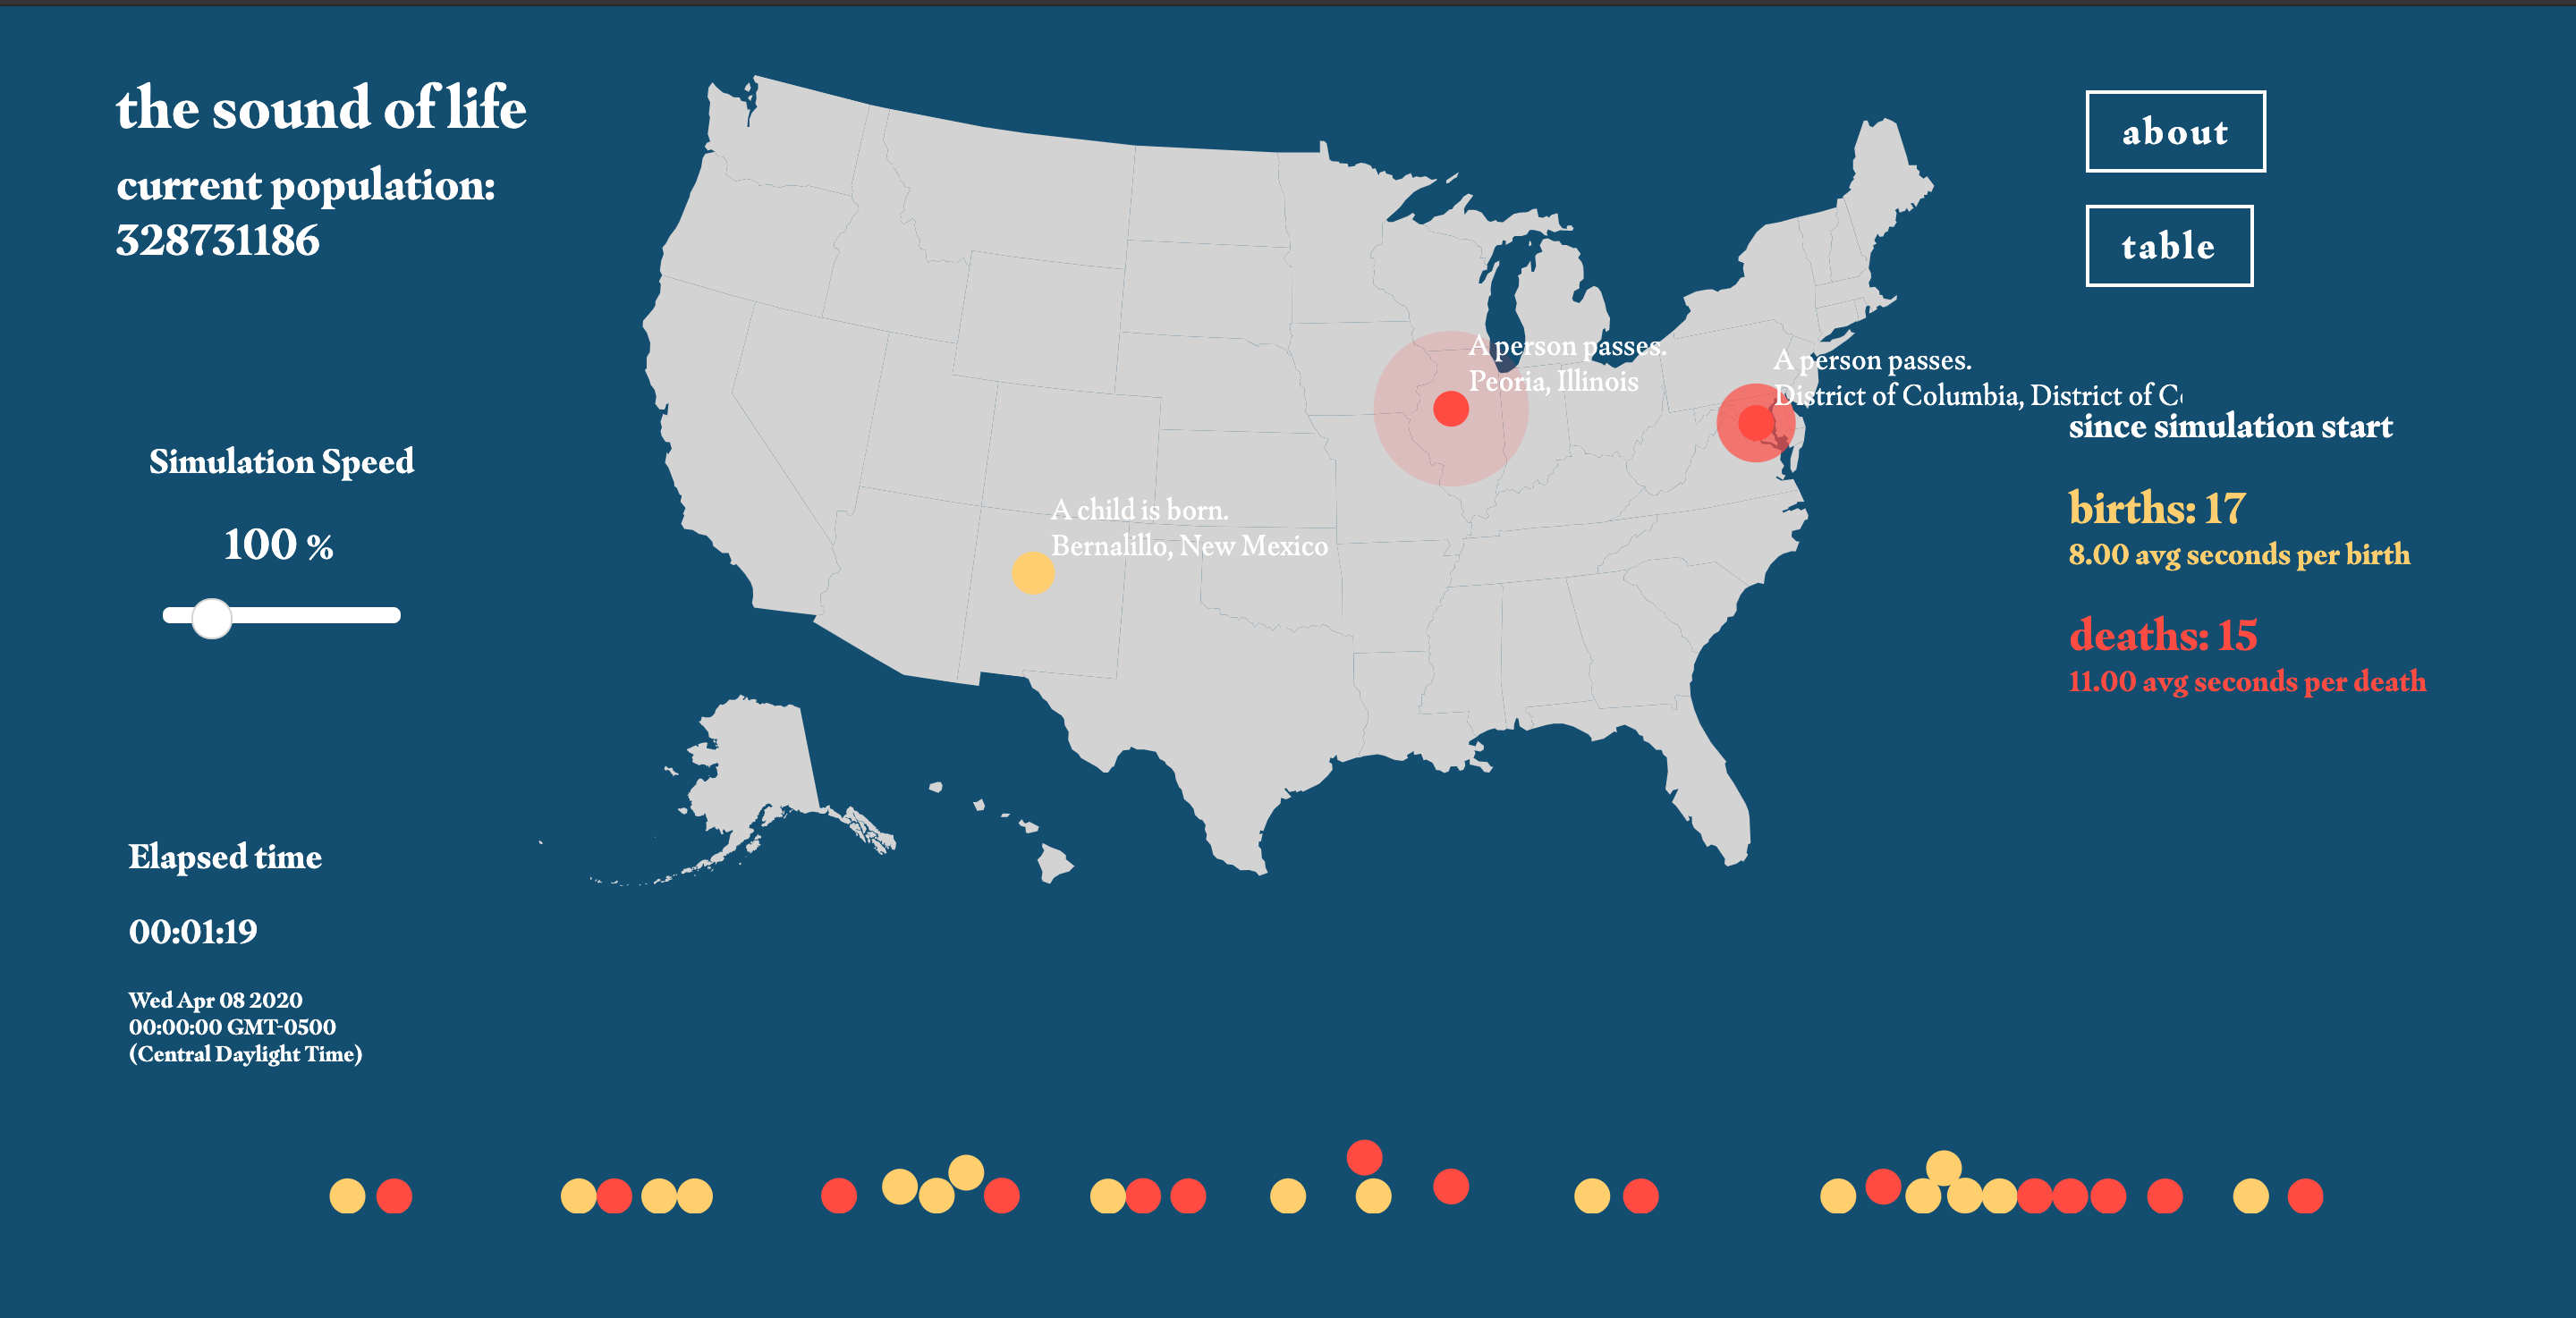 the sound of life
current population:
328731186
about
table
Simulation Speed
100 %
A person passes.
Peoria, Illinois
A person passes.
District of Columbia, District of
A child is born.
Bernalillo, New Mexico
since simulation start
births: 17
8.00 avg seconds per birth
deaths: 15
11.00 avg seconds per death
Elapsed time
00:01:19
Wed Apr 08 2020
00:00:00 GMT-0500
(Central Daylight Time)